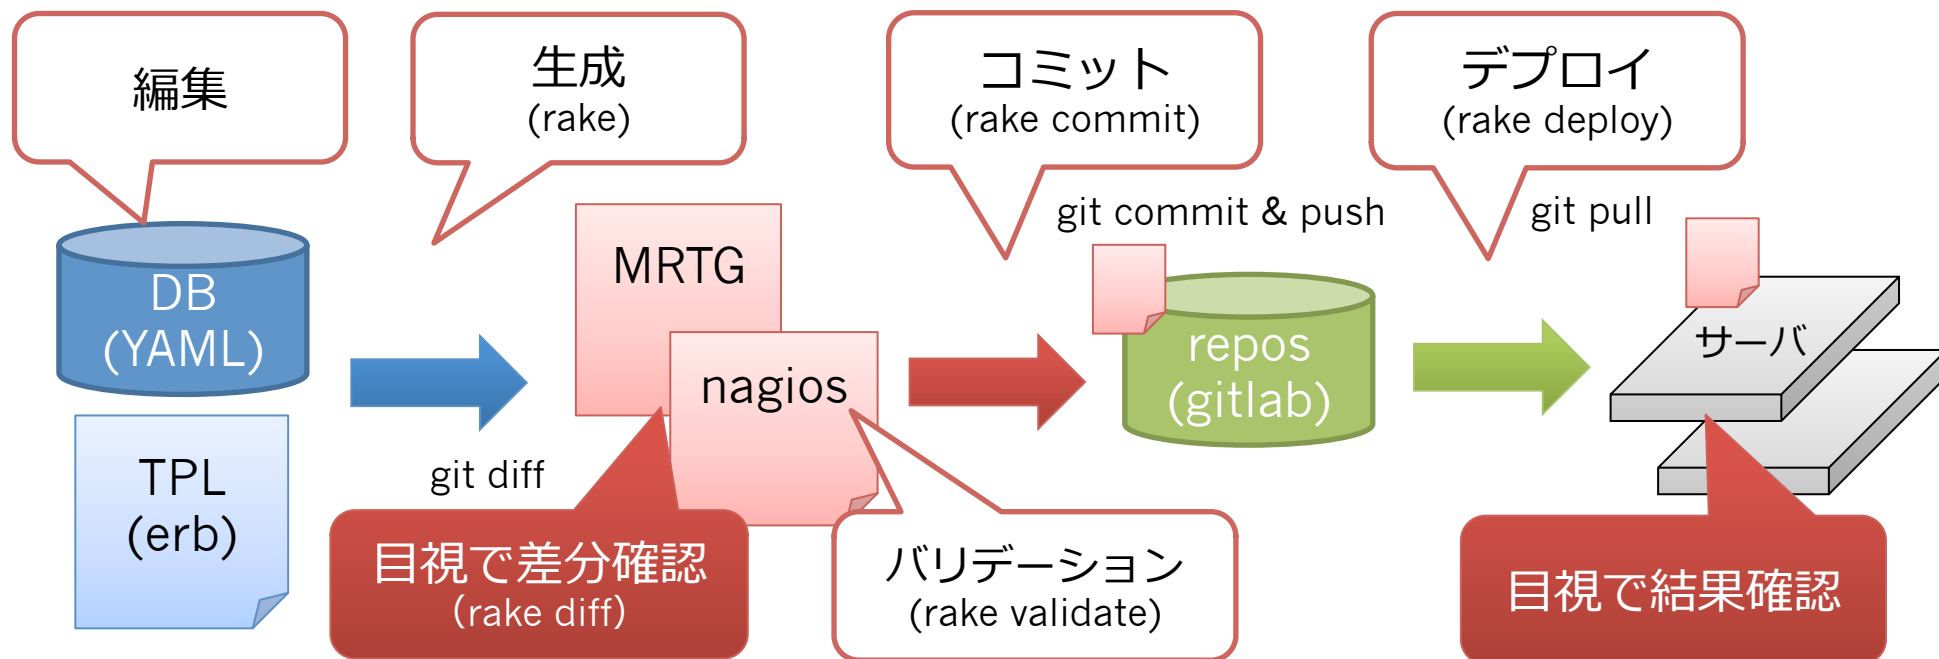 編集
生成
(rake)
コミット
(rake commit)
デプロイ
(rake deploy)
git commit & push
git pull
DB
(YAML)
MRTG
nagios
repos
(gitlab)
サーバ
TPL
(erb)
git diff
目視で差分確認
(rake diff)
バリデーション
(rake validate)
目視で結果確認